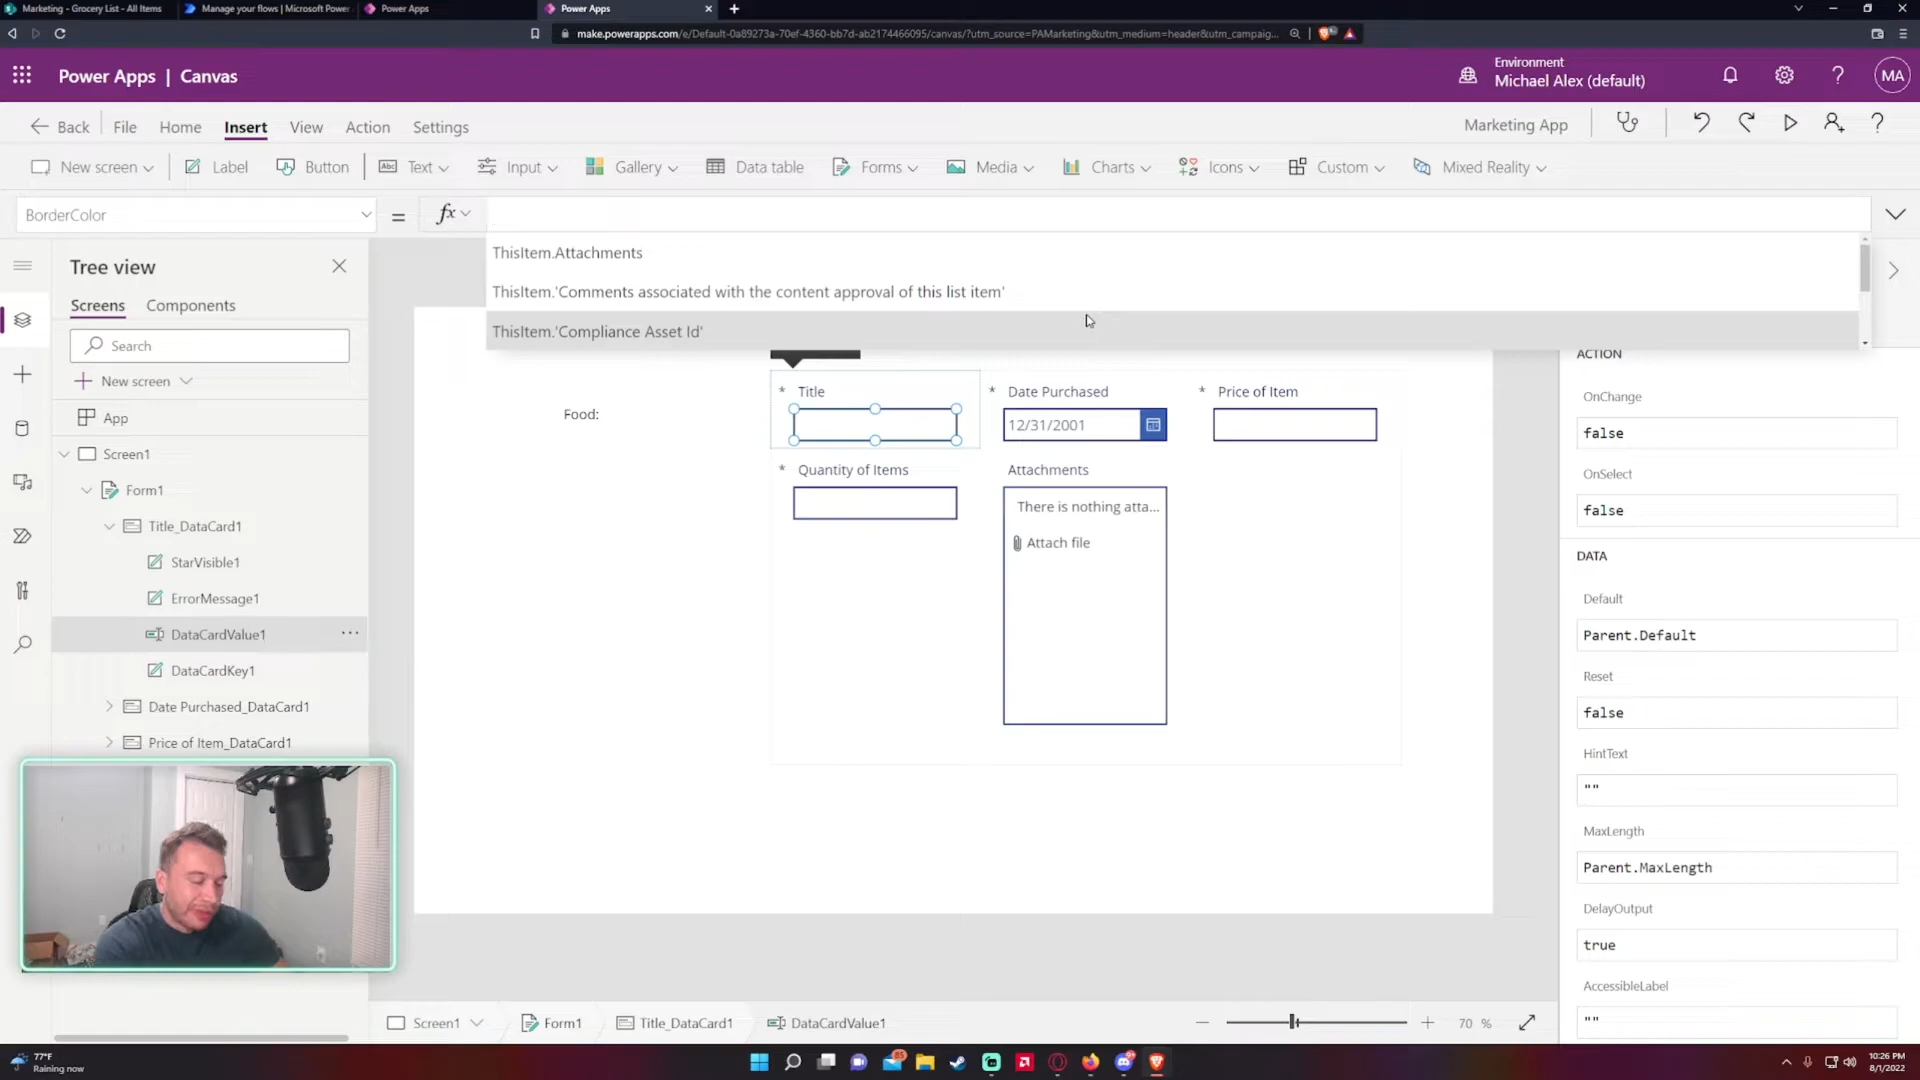 Marketing - Grocery List - All Items
Manage your flows | Microsoft Power
Power Apps
Power Apps
make.powerapps.com/e/Default-0a89273a-70ef-4360-bb7d-ab2174466095/canvas/?utm_source=PAMarketing&utm_medium=header&utm_campaig...
Power Apps | Canvas
Environment
Michael Alex (default)
MA
Back
File
Home
Insert
View
Action
Settings
Marketing App
New screen
Label
Button
Abc
Text
Input
Gallery
Data table
Forms
Media
Charts
Icons
Custom
Mixed Reality
BorderColor
=
fx
ThisItem.Attachments
ThisItem.'Comments associated with the content approval of this list item'
ThisItem.'Compliance Asset Id'
Tree view
Screens
Components
Search
New screen
App
Screen1
Form1
Title_DataCard1
StarVisible1
ErrorMessage1
DataCardValue1
DataCardKey1
Date Purchased_DataCard1
Price of Item_DataCard1
Food:
* Title
* Date Purchased
* Price of Item
12/31/2001
* Quantity of Items
Attachments
There is nothing atta...
Attach file
ACTION
OnChange
false
OnSelect
false
DATA
Default
Parent.Default
Reset
false
HintText
""
MaxLength
Parent.MaxLength
DelayOutput
true
AccessibleLabel
""
Screen1
Form1
Title_DataCard1
DataCardValue1
70 %
77°F
Raining now
10:26 PM
8/1/2022